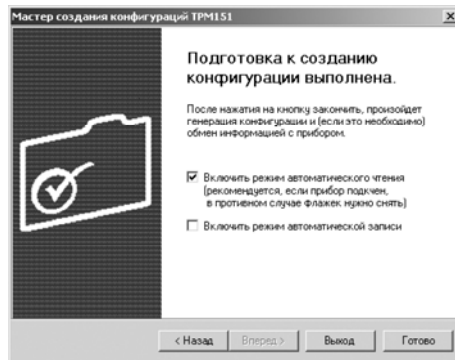 Мастер создания конфигураций ТРМ151
Подготовка к созданию
конфигурации выполнена.
После нажатия на кнопку закончить, произойдет
генерация конфигурации и (если это необходимо)
обмен информацией с прибором.
Включить режим автоматического чтения
(рекомендуется, если прибор подкчен,
в противном случае флажек нужно снять)
Включить режим автоматической записи
< Назад
Вперед >
Выход
Готово